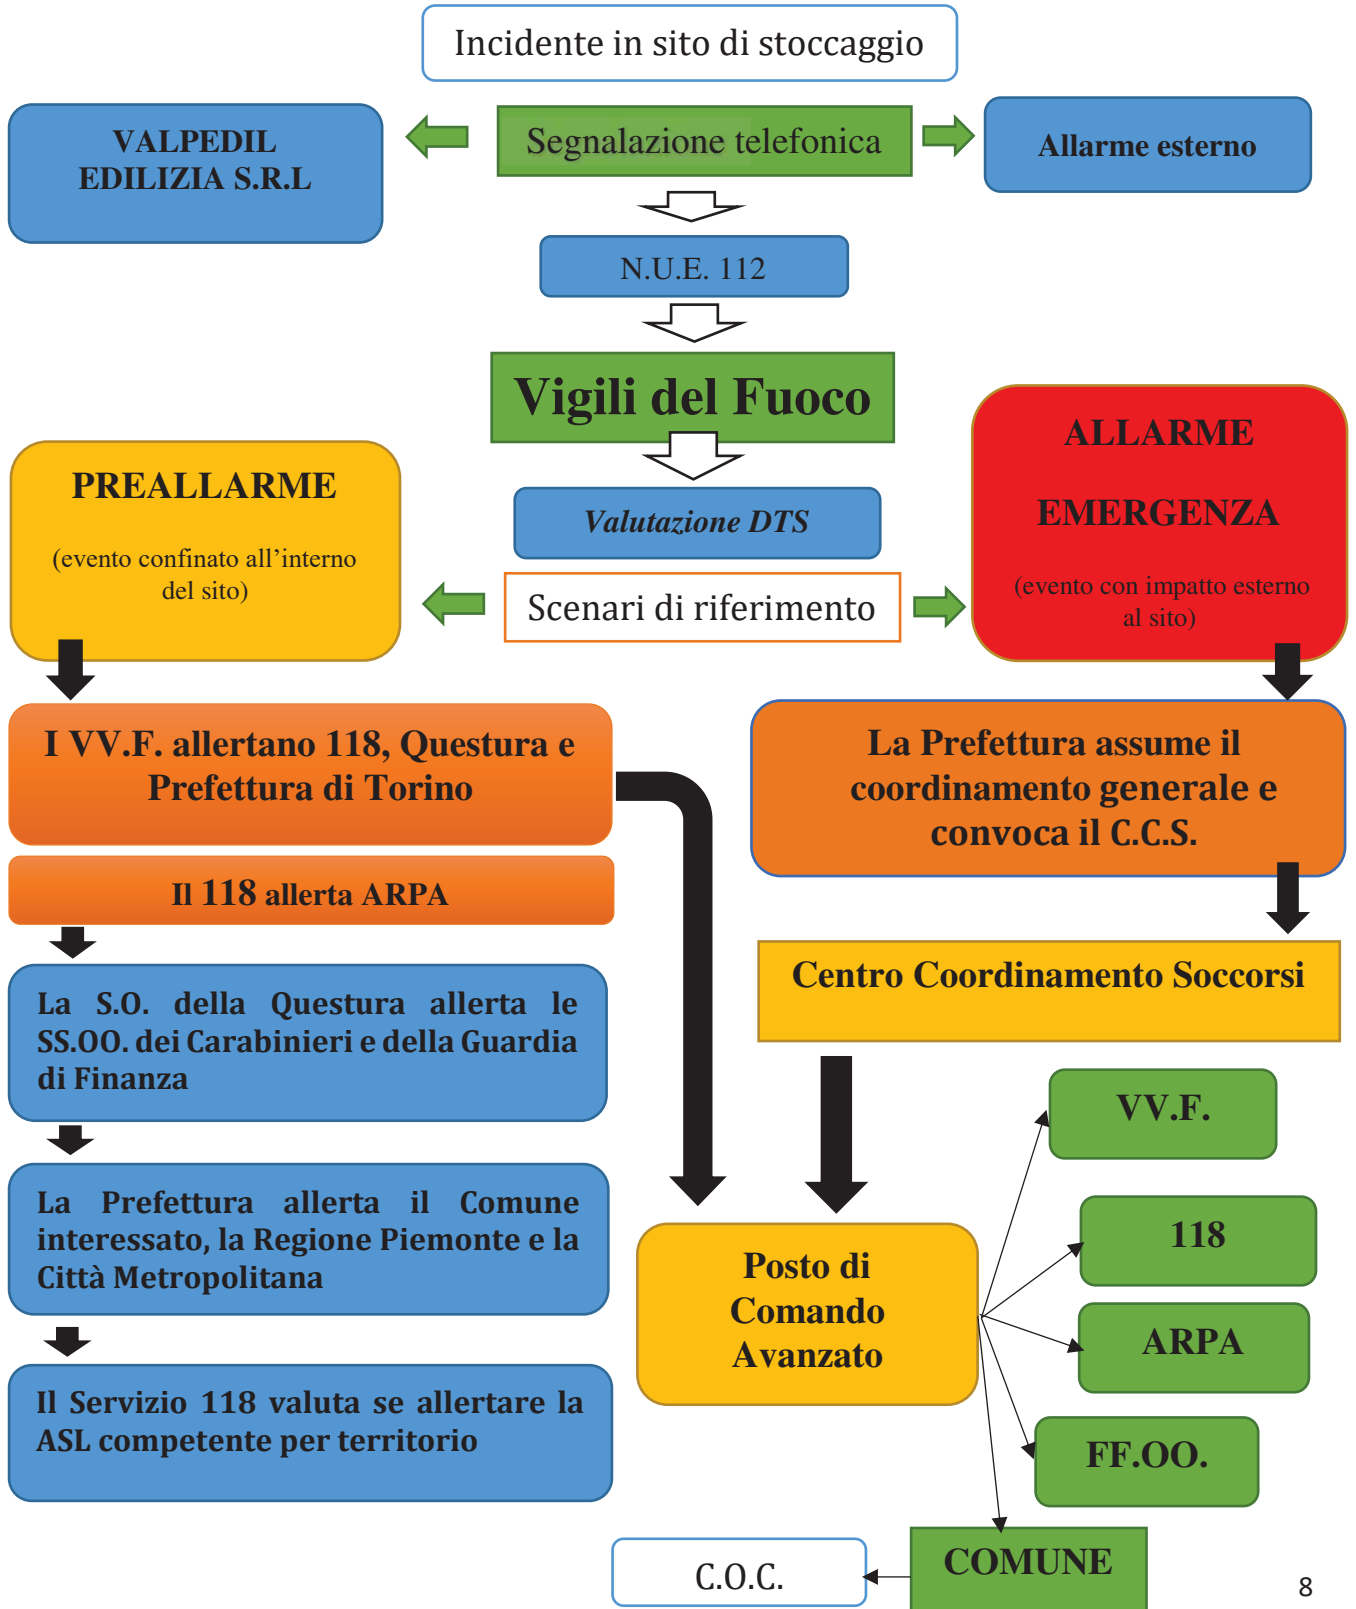 Incidente in sito di stoccaggio
VALPEDIL
EDILIZIA S.R.L
Segnalazione telefonica
Allarme esterno
N.U.E. 112
Vigili del Fuoco
PREALLARME
(evento confinato all'interno
del sito)
Valutazione DTS
Scenari di riferimento
ALLARME
EMERGENZA
(evento con impatto esterno
al sito)
I VV.F. allertano 118, Questura e
Prefettura di Torino
Il 118 allerta ARPA
La S.O. della Questura allerta le
SS.OO. dei Carabinieri e della Guardia
di Finanza
La Prefettura allerta il Comune
interessato, la Regione Piemonte e la
Città Metropolitana
Il Servizio 118 valuta se allertare la
ASL competente per territorio
La Prefettura assume il
coordinamento generale e
convoca il C.C.S.
Centro Coordinamento Soccorsi
Posto di
Comando
Avanzato
VV.F.
118
ARPA
FF.OO.
COMUNE
C.O.C.
8